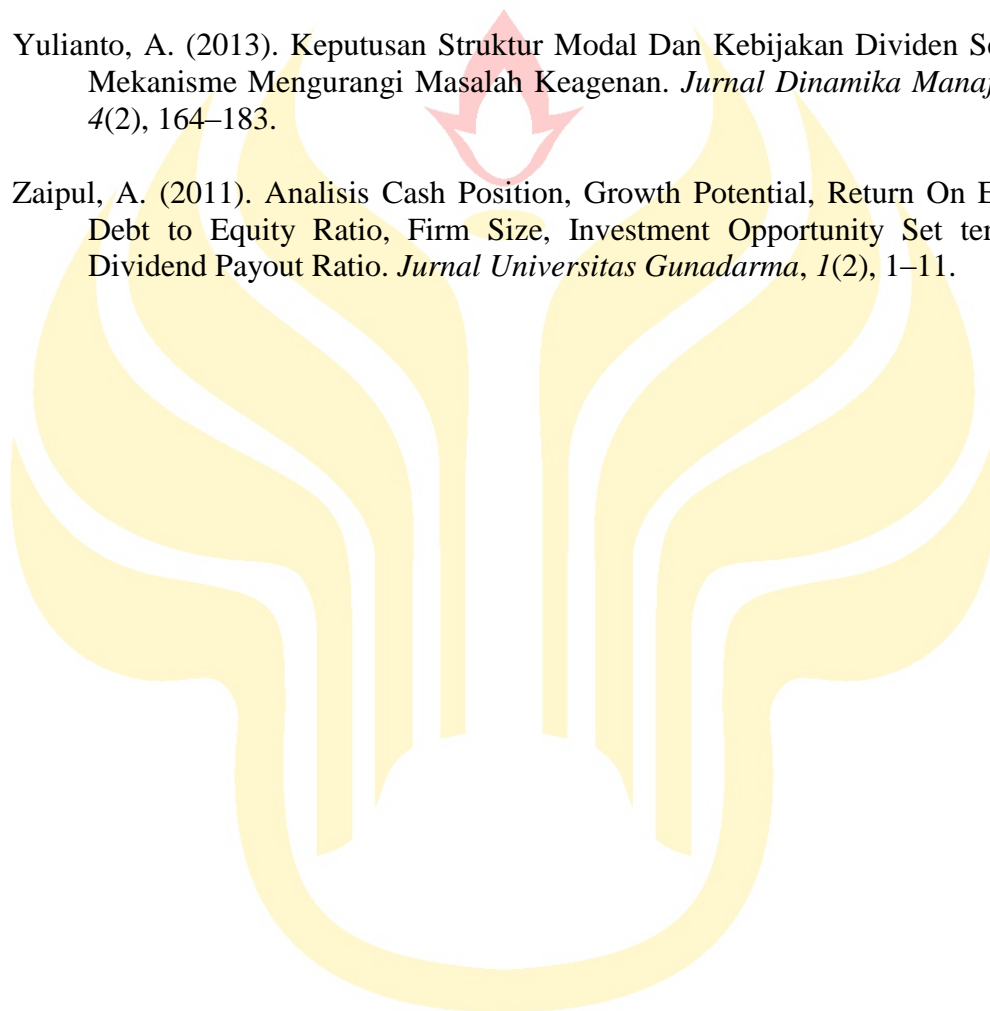 Yulianto, A. (2013). Keputusan Struktur Modal Dan Kebijakan Dividen
Mekanisme Mengurangi Masalah Keagenan. Jurnal Dinamika
4(2), 164–183.
Zaipul, A. (2011). Analisis Cash Position, Growth Potential, Return On
Debt to Equity Ratio, Firm Size, Investment Opportunity Set
Dividend Payout Ratio. Jurnal Universitas Gunadarma, 1(2), 1–11.